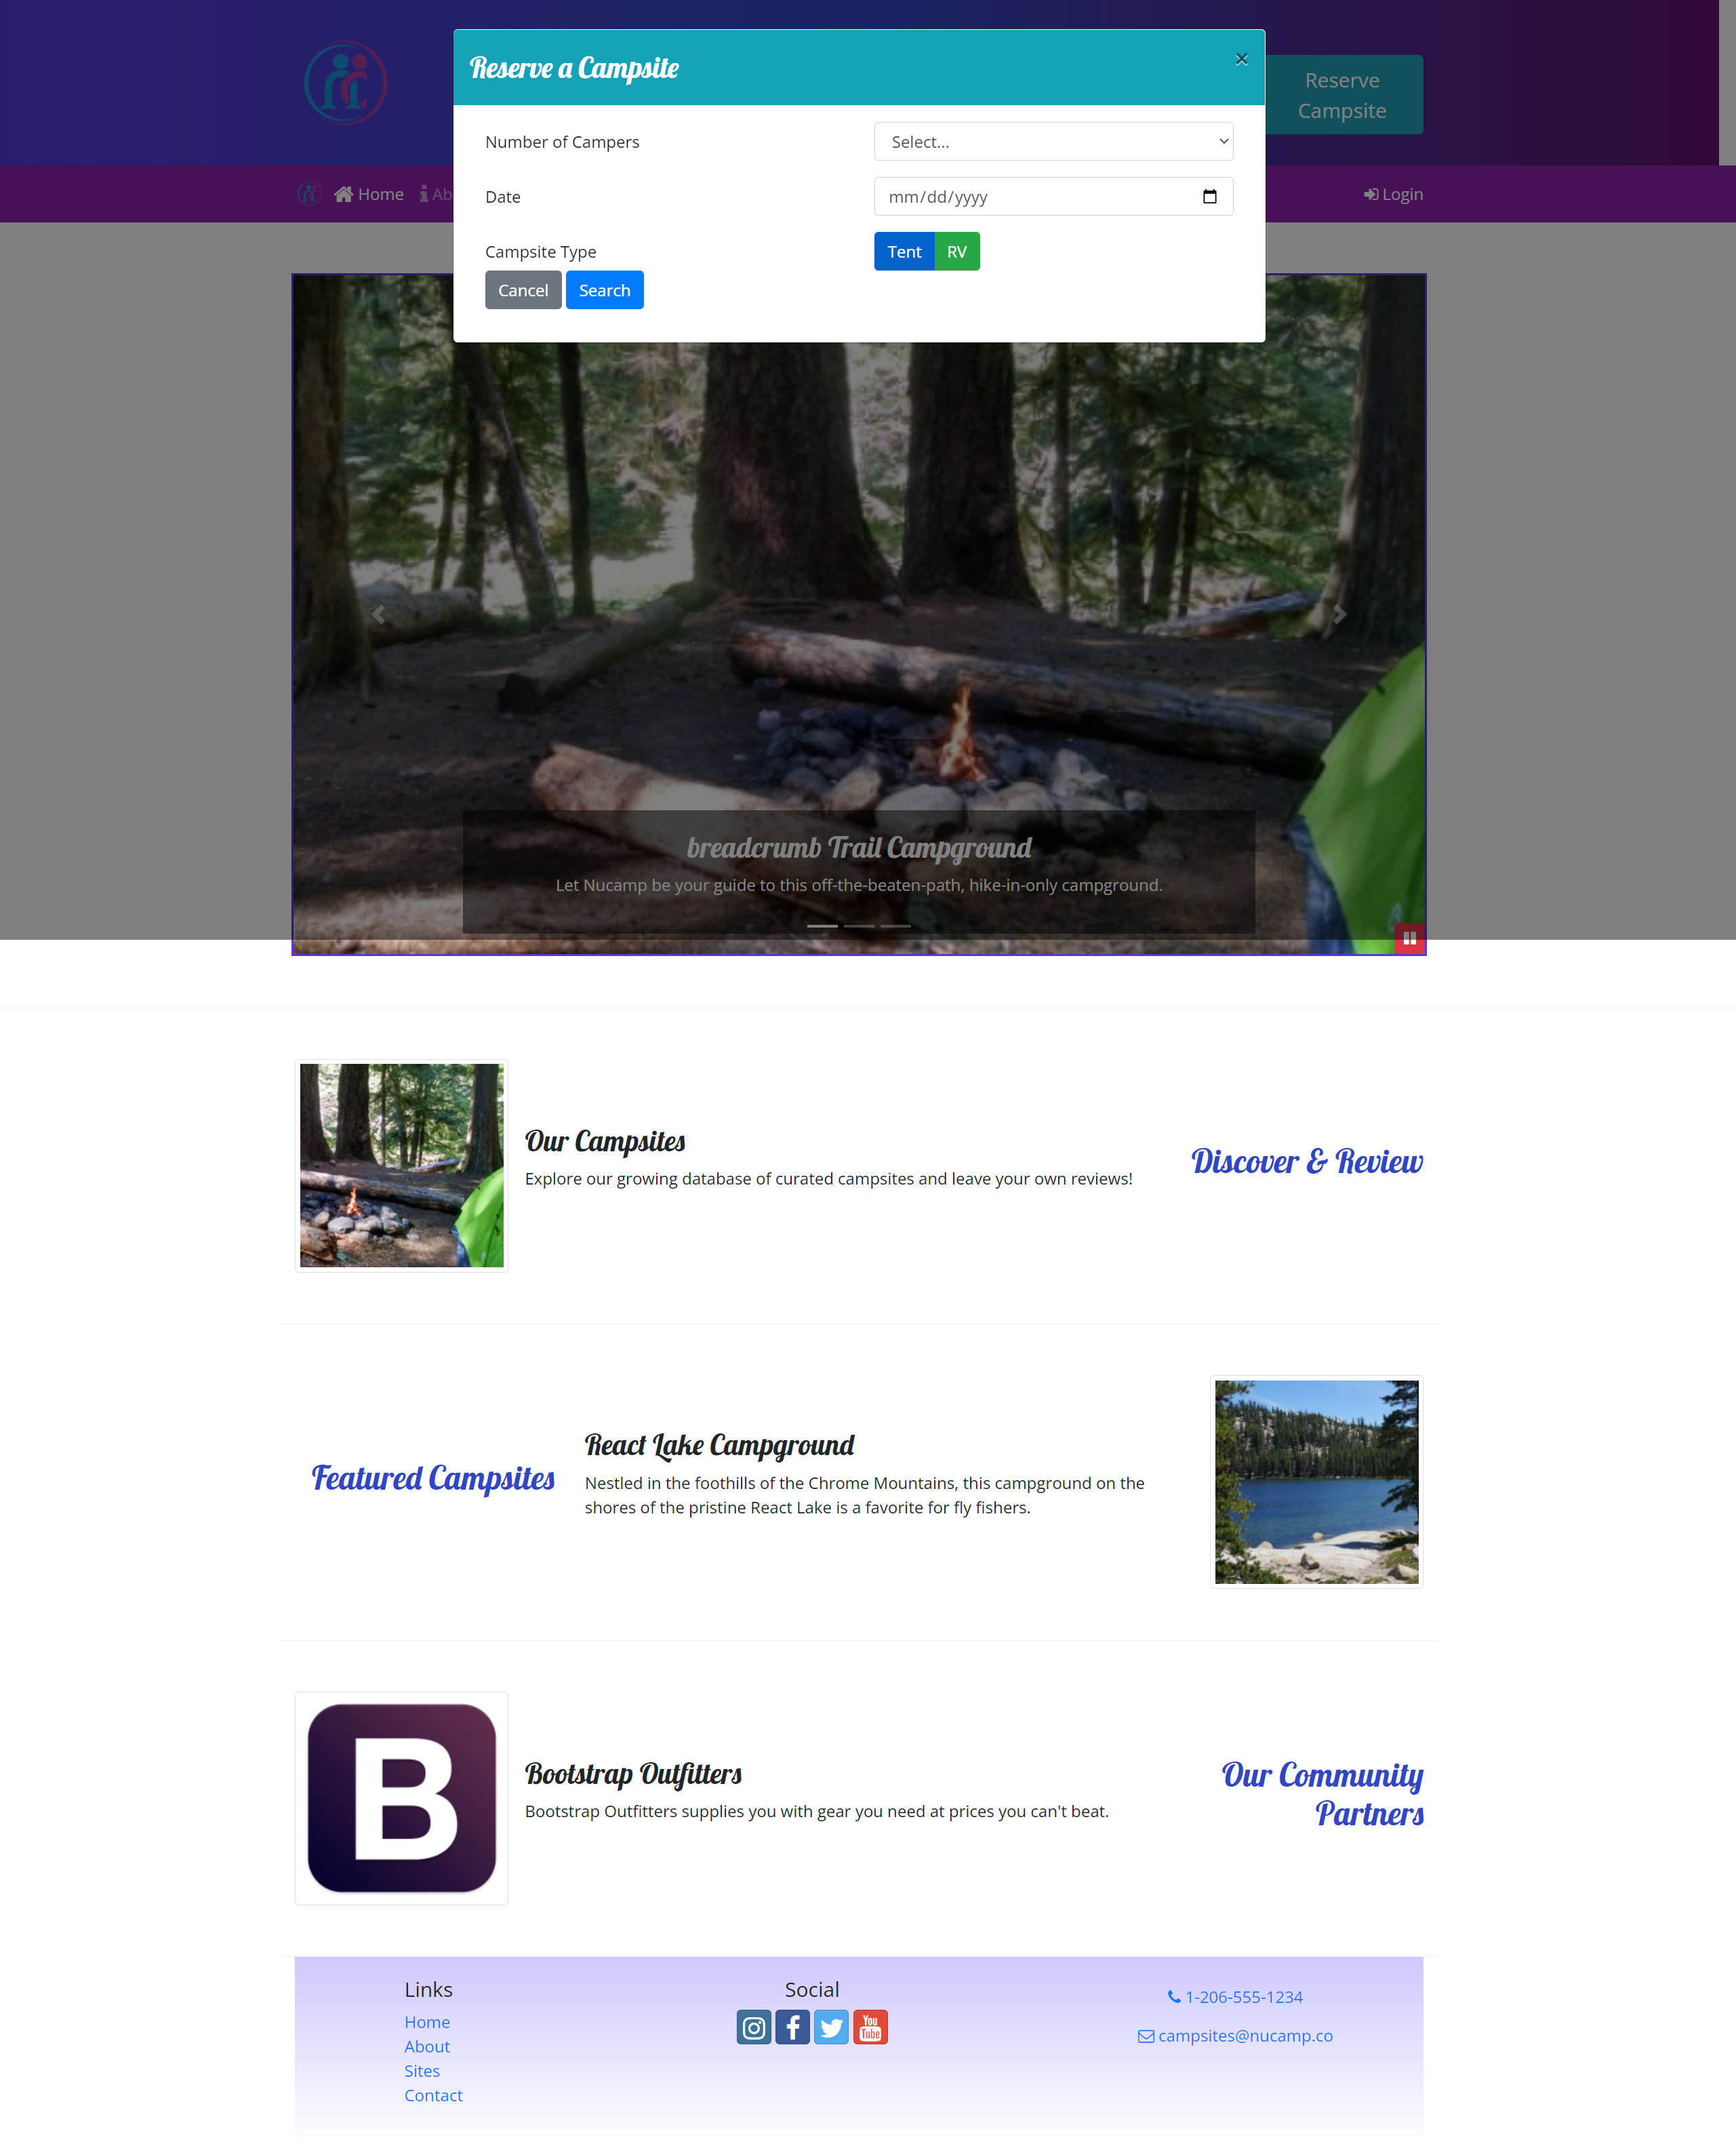 Reserve a Campsite
×
Reserve
Campsite
Number of Campers
Select...
Date
mm/dd/yyyy
Campsite Type
Tent
RV
Cancel
Search
Home
Ab
Login
breadcrumb Trail Campground
Let Nucamp be your guide to this off-the-beaten-path, hike-in-only campground.
Our Campsites
Explore our growing database of curated campsites and leave your own reviews!
Discover & Review
Featured Campsites
React Lake Campground
Nestled in the foothills of the Chrome Mountains, this campground on the
shores of the pristine React Lake is a favorite for fly fishers.
B
Bootstrap Outfitters
Bootstrap Outfitters supplies you with gear you need at prices you can't beat.
Our Community
Partners
Links
Home
About
Sites
Contact
Social
You
Tube
1-206-555-1234
campsites@nucamp.co